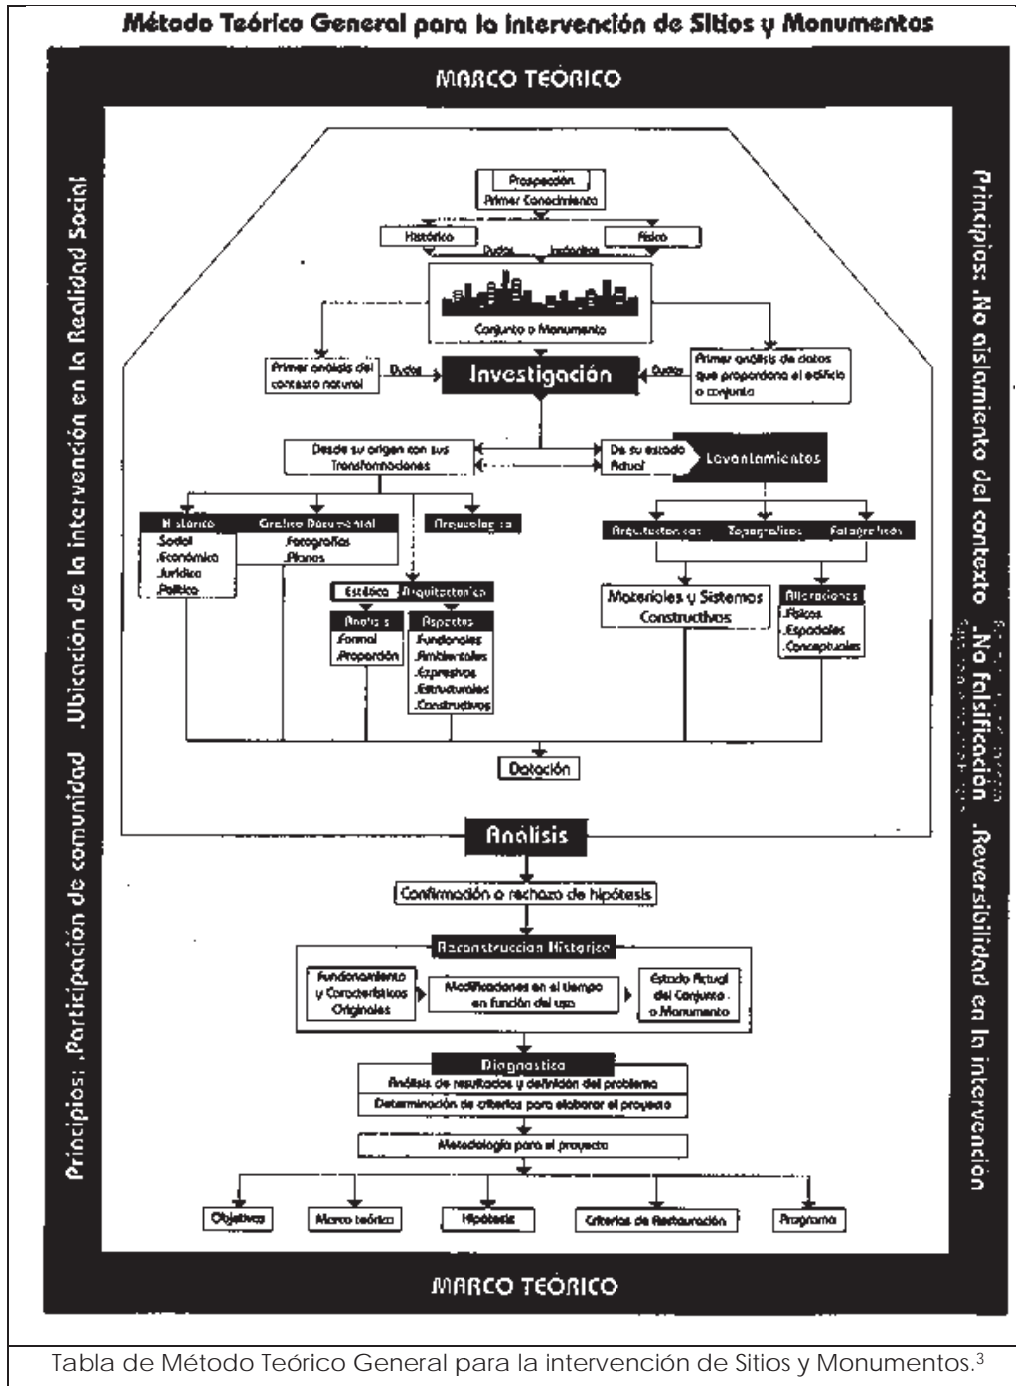 Método Teórico General para la intervención de Sitios y Monumentos
MARCO TEÓRICO
Principios: .Participación de comunidad .Ubicación de la intervención en la Realidad Social
Principios: .No aislamiento del contexto .No falsificación .Reversibilidad en la intervención
Prospección
Primer Conocimiento
Histórico
Físico
Dudas
Incógnitas
Conjunto o Monumento
Primer análisis del
contexto natural
Dudas
Investigación
Dudas
Primer análisis de datos
que proporciona el edificio
o conjunto
Desde su origen con sus
Transformaciones
De su estado
Actual
Levantamientos
Histórico
.Social
.Económico
.Jurídico
.Político
Gráfico Documental
.Fotografías
.Planos
Arqueológico
Estético
Arquitectónico
Análisis
.Formal
.Proporción
Aspectos
.Funcionales
.Ambientales
.Expresivos
.Estructurales
.Constructivos
Arquitectónicos
Topográficos
Fotográficos
Materiales y Sistemas
Constructivos
Alteraciones
.Físicas
.Espaciales
.Conceptuales
Datación
Análisis
Confirmación o rechazo de hipótesis
Reconstrucción Histórica
Funcionamiento
y Características
Originales
Modificaciones en el tiempo
en función del uso
Estado Actual
del Conjunto
o Monumento
Diagnostico
Análisis de resultados y definición del problema
Determinación de criterios para elaborar el proyecto
Metodología para el proyecto
Objetivos
Marco teórico
Hipótesis
Criterios de Restauración
Programa
MARCO TEÓRICO
Tabla de Método Teórico General para la intervención de Sitios y Monumentos.³